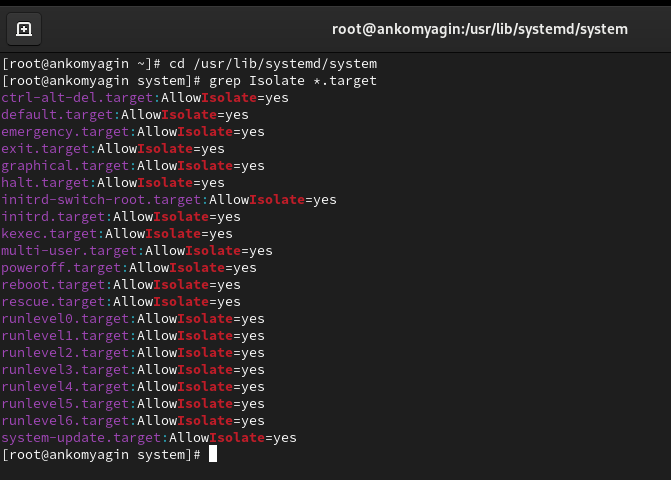 root@ankomyagin:/usr/lib/systemd/system
[root@ankomyagin ~]# cd /usr/lib/systemd/system
[root@ankomyagin system]# grep Isolate *.target
ctrl-alt-del.target:AllowIsolate=yes
default.target:AllowIsolate=yes
emergency.target:AllowIsolate=yes
exit.target:AllowIsolate=yes
graphical.target:AllowIsolate=yes
halt.target:AllowIsolate=yes
initrd-switch-root.target:AllowIsolate=yes
initrd.target:AllowIsolate=yes
kexec.target:AllowIsolate=yes
multi-user.target:AllowIsolate=yes
poweroff.target:AllowIsolate=yes
reboot.target:AllowIsolate=yes
rescue.target:AllowIsolate=yes
runlevel0.target:AllowIsolate=yes
runlevel1.target:AllowIsolate=yes
runlevel2.target:AllowIsolate=yes
runlevel3.target:AllowIsolate=yes
runlevel4.target:AllowIsolate=yes
runlevel5.target:AllowIsolate=yes
runlevel6.target:AllowIsolate=yes
system-update.target:AllowIsolate=yes
[root@ankomyagin system]#